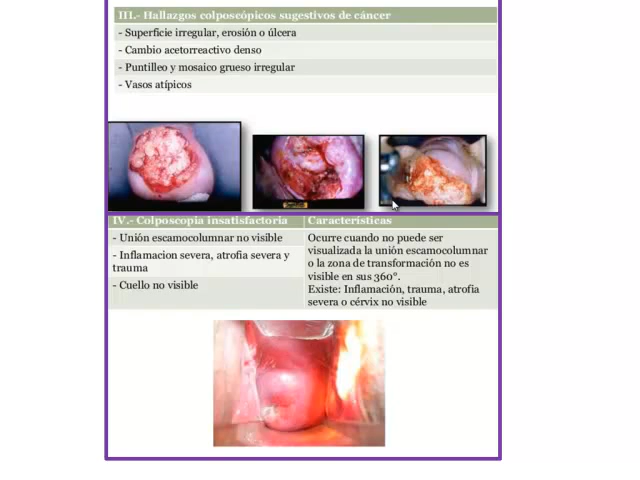 III.- Hallazgos colposcópicos sugestivos de cáncer
- Superficie irregular, erosión o úlcera
- Cambio acetorreactivo denso
- Puntilleo y mosaico grueso irregular
- Vasos atípicos
IV.- Colposcopia insatisfactoria
Características
- Unión escamocolumnar no visible
- Inflamacion severa, atrofia severa y
trauma
- Cuello no visible
Ocurre cuando no puede ser
visualizada la unión escamocolumnar
o la zona de transformación no es
visible en sus 360°.
Existe: Inflamación, trauma, atrofia
severa o cérvix no visible